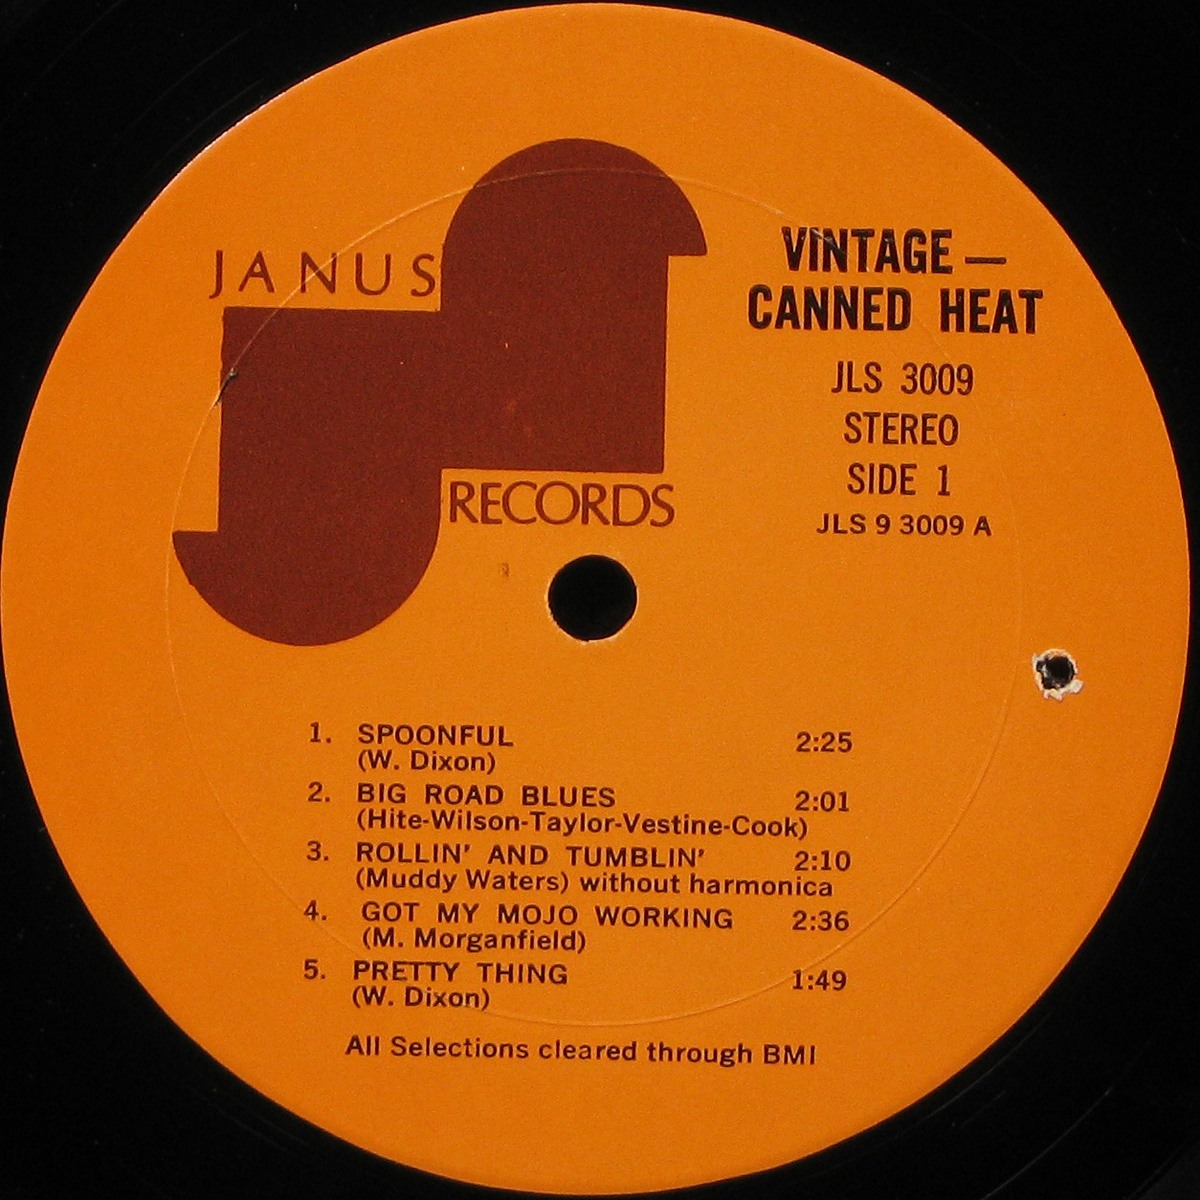 JANUS
RECORDS
VINTAGE —
CANNED HEAT
JLS 3009
STEREO
SIDE 1
JLS 9 3009 A
1. SPOONFUL 2:25
(W. Dixon)
2. BIG ROAD BLUES 2:01
(Hite-Wilson-Taylor-Vestine-Cook)
3. ROLLIN' AND TUMBLIN' 2:10
(Muddy Waters) without harmonica
4. GOT MY MOJO WORKING 2:36
(M. Morganfield)
5. PRETTY THING 1:49
(W. Dixon)
All Selections cleared through BMI